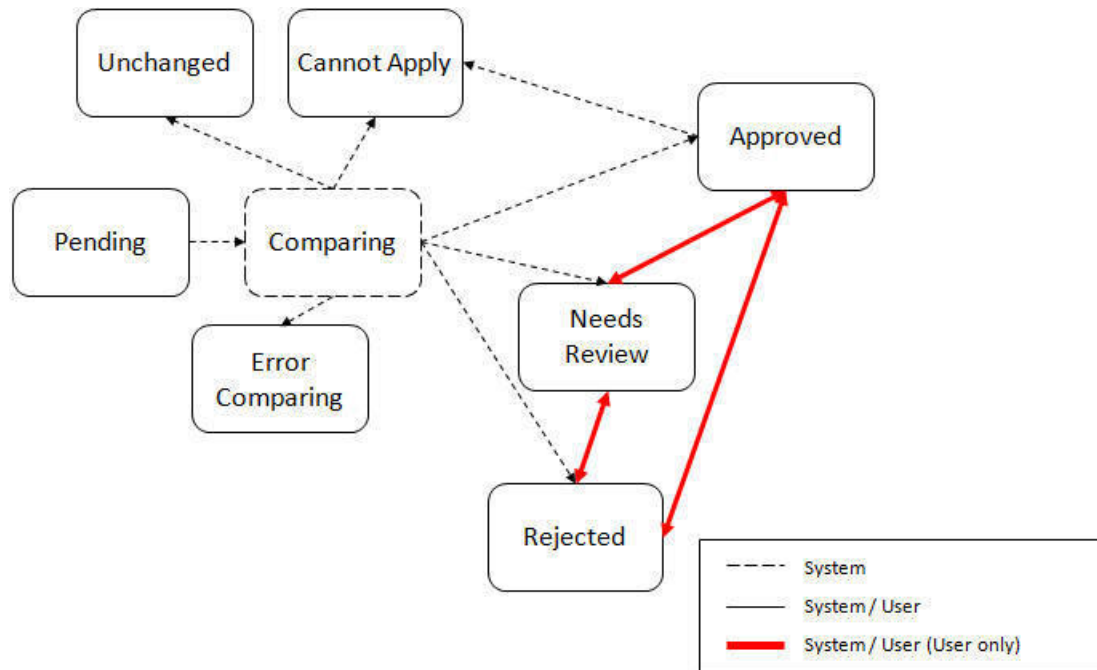 Unchanged
Cannot Apply
Approved
Pending
Comparing
Needs
Review
Error
Comparing
Rejected
System
System / User
System / User (User only)